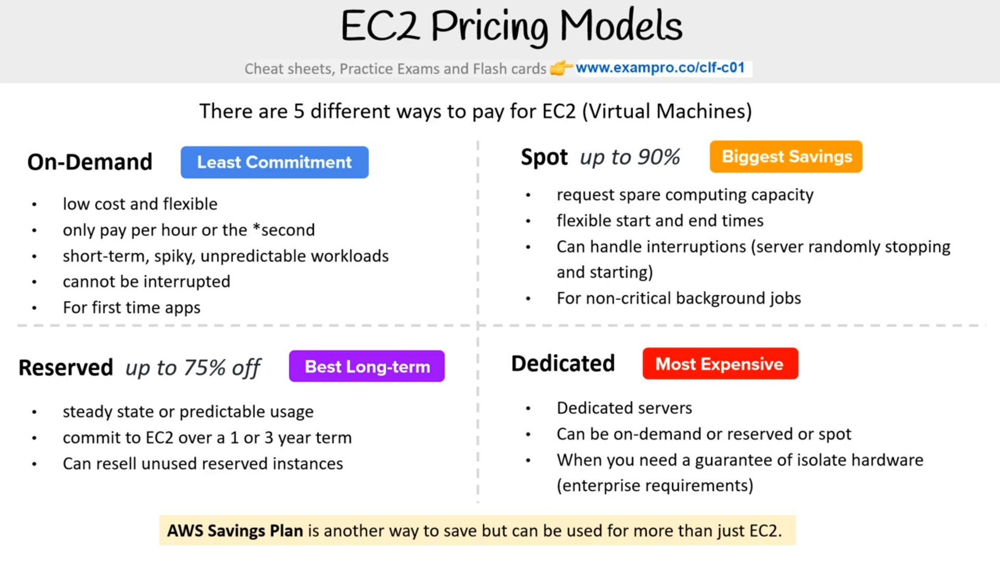 EC2 Pricing Models
Cheat sheets, Practice Exams and Flash cards 👉 www.exampro.co/clf-c01
There are 5 different ways to pay for EC2 (Virtual Machines)
On-Demand Least Commitment
• low cost and flexible
• only pay per hour or the *second
• short-term, spiky, unpredictable workloads
• cannot be interrupted
• For first time apps
Spot up to 90% Biggest Savings
• request spare computing capacity
• flexible start and end times
• Can handle interruptions (server randomly stopping
and starting)
• For non-critical background jobs
Reserved up to 75% off Best Long-term
• steady state or predictable usage
• commit to EC2 over a 1 or 3 year term
• Can resell unused reserved instances
Dedicated Most Expensive
• Dedicated servers
• Can be on-demand or reserved or spot
• When you need a guarantee of isolate hardware
(enterprise requirements)
AWS Savings Plan is another way to save but can be used for more than just EC2.